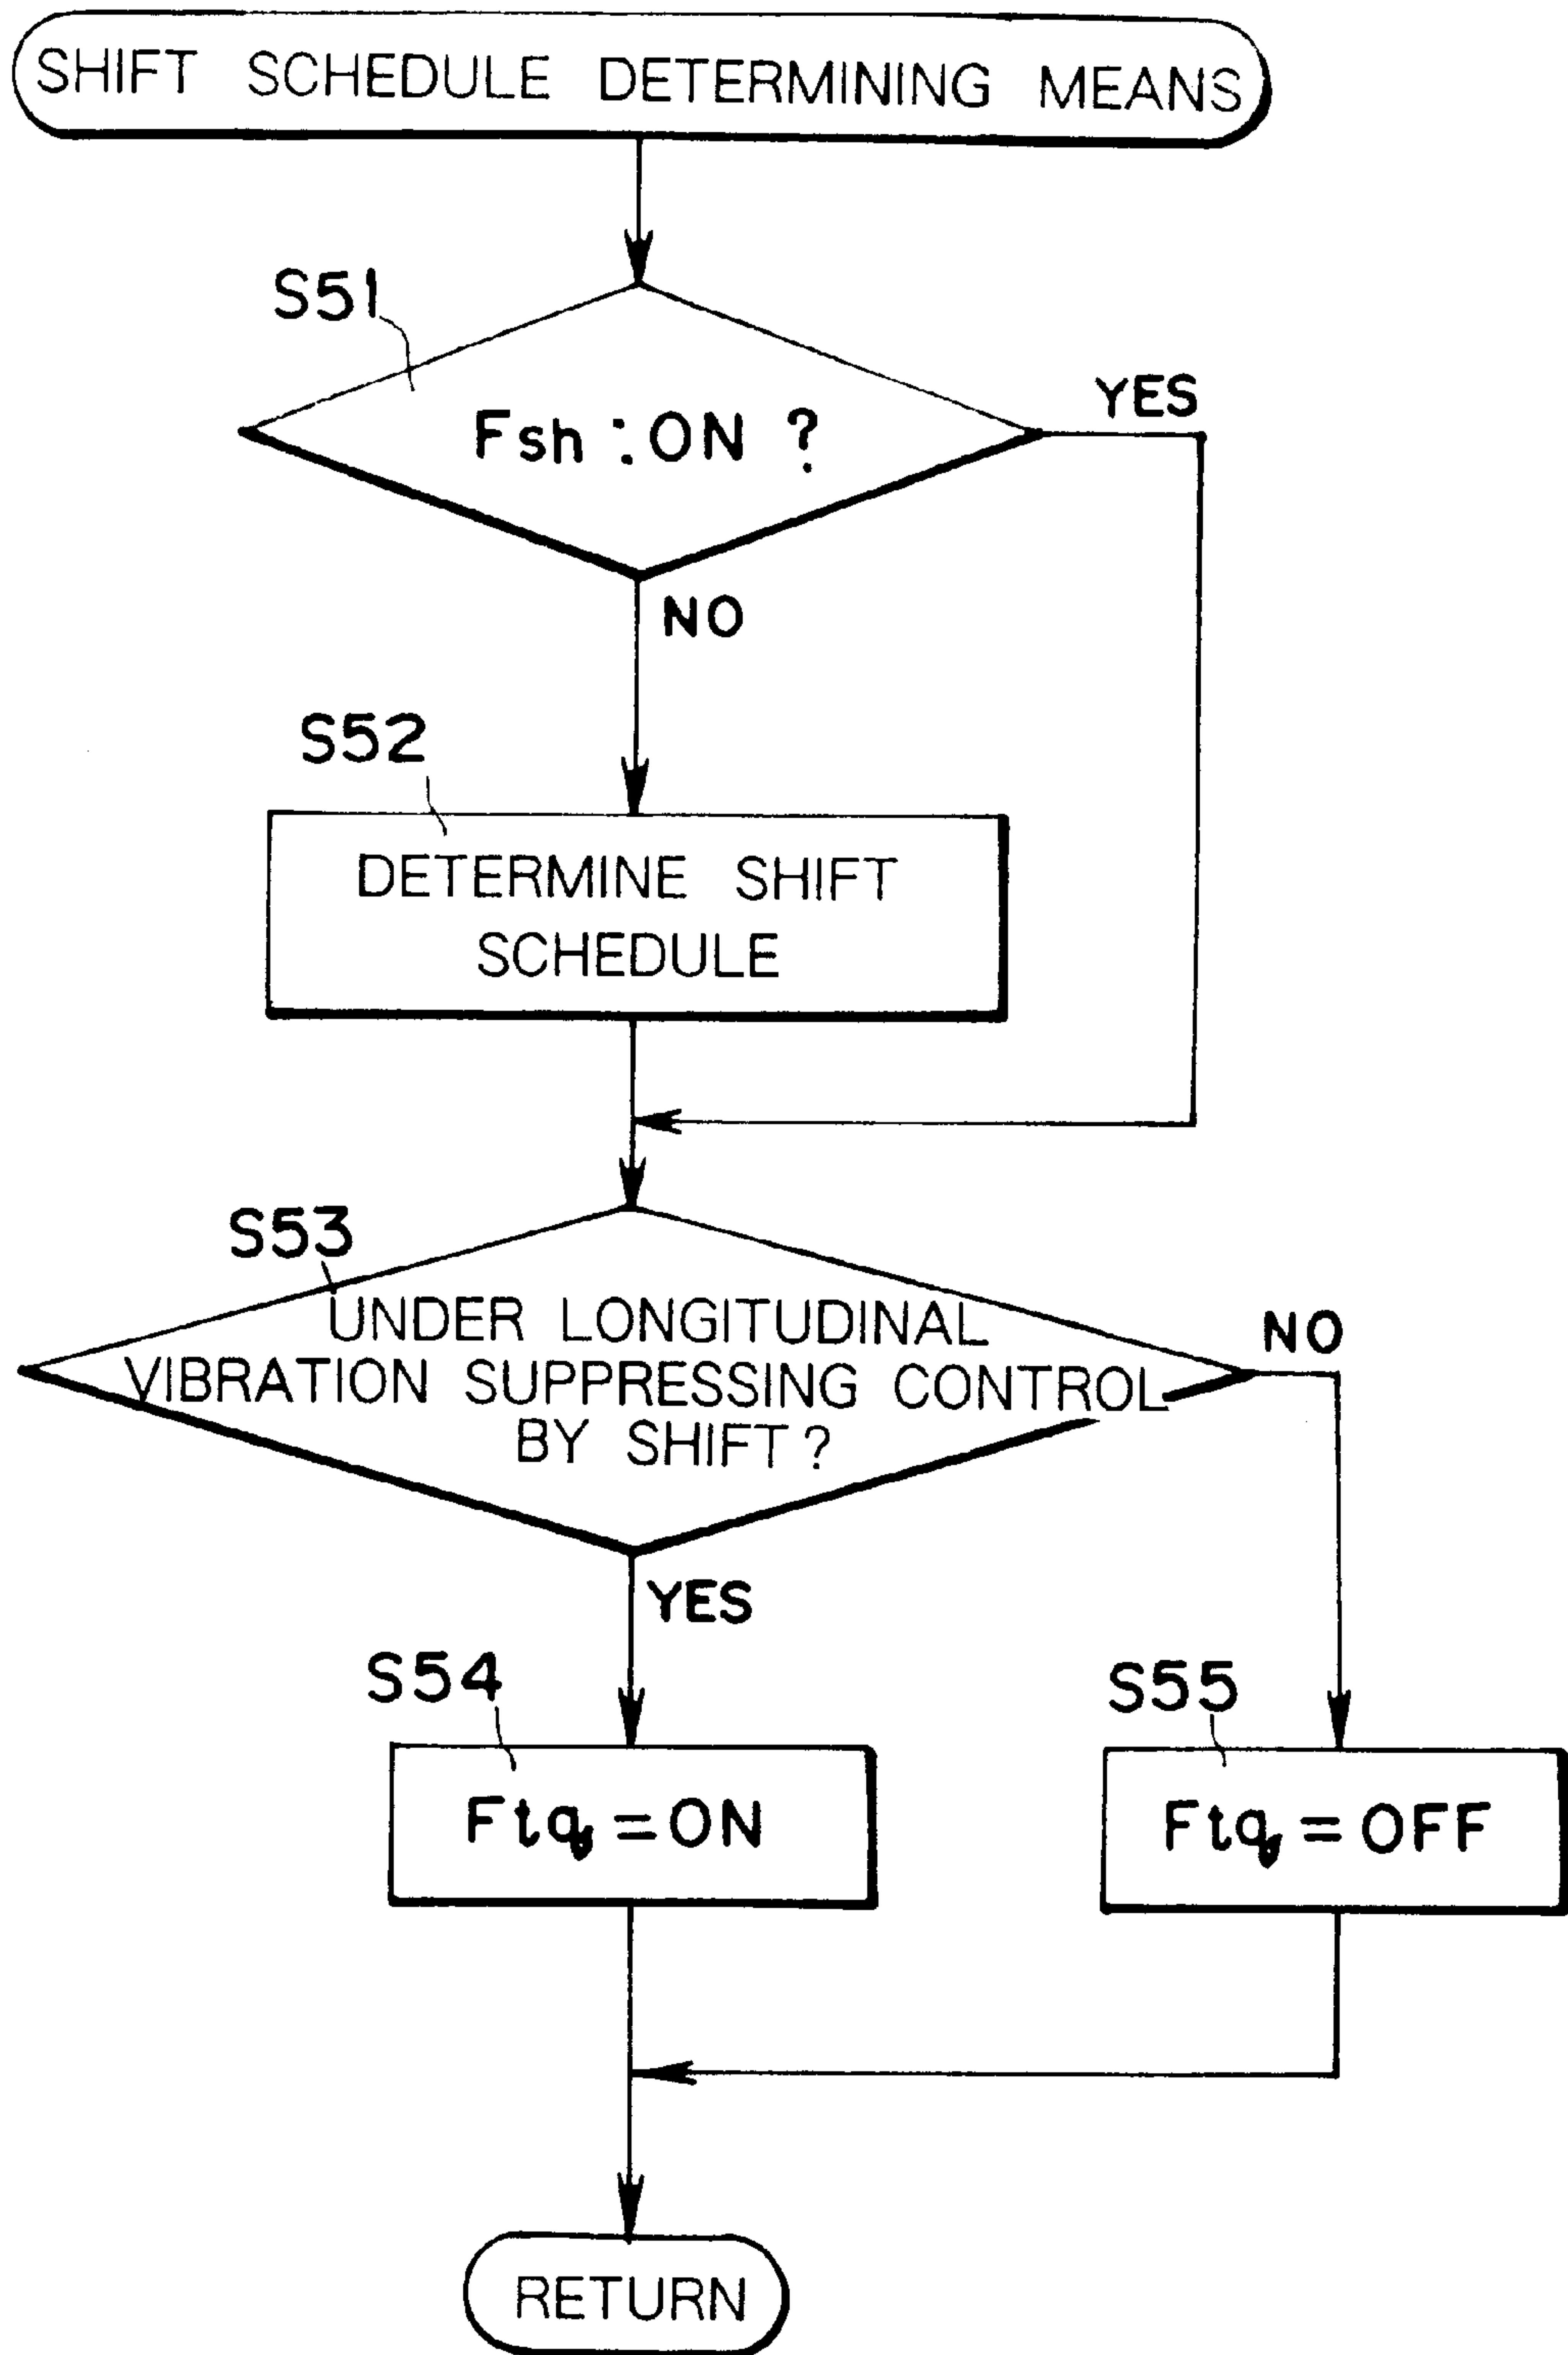 SHIFT SCHEDULE DETERMINING MEANS
S51
Fsh : ON ?
YES
NO
S52
DETERMINE SHIFT
SCHEDULE
S53
UNDER LONGITUDINAL
VIBRATION SUPPRESSING CONTROL
BY SHIFT ?
NO
YES
S54
Ftq = ON
S55
Ftq = OFF
RETURN